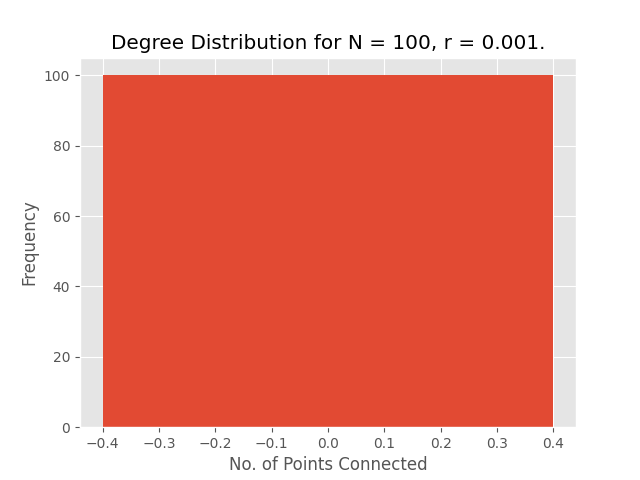 Degree Distribution for N = 100, r = 0.001.
100
80
60
40
20
0
Frequency
−0.4 −0.3 −0.2 −0.1 0.0 0.1 0.2 0.3 0.4
No. of Points Connected